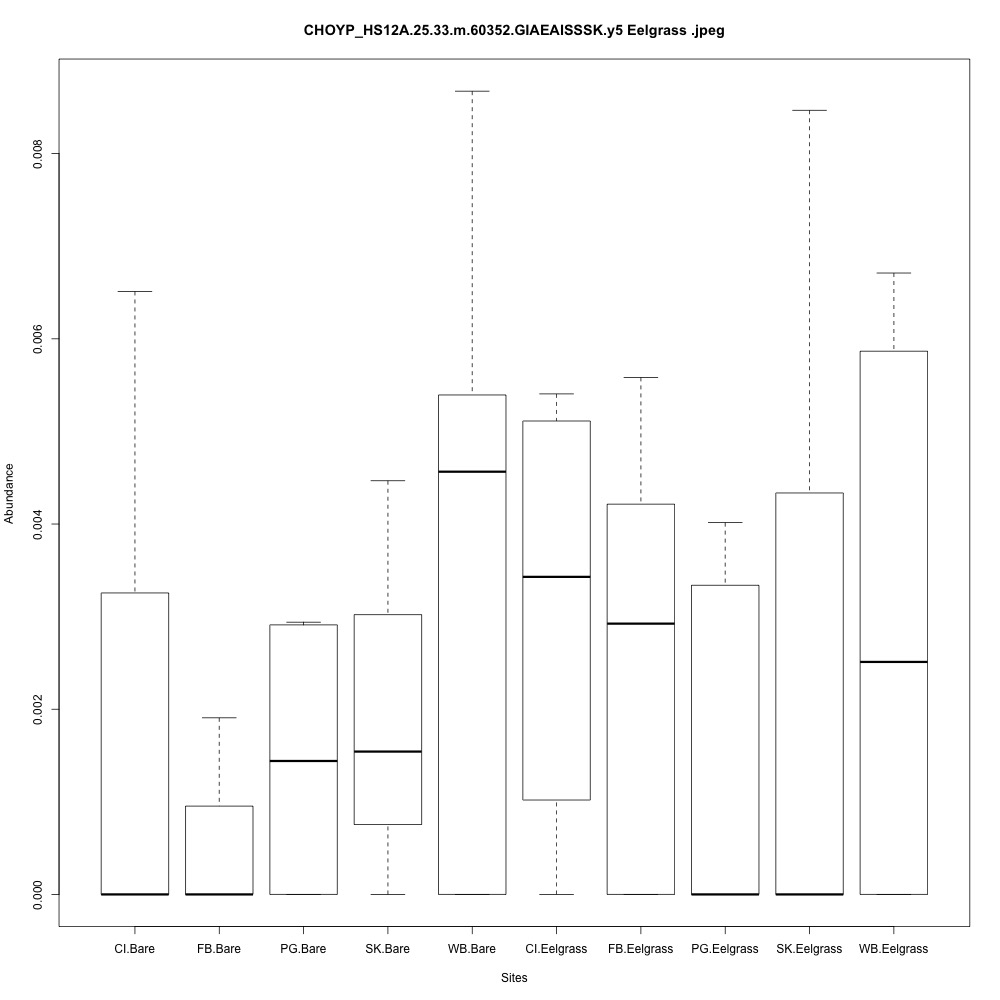 CHOYP_HS12A.25.33.m.60352.GIAEAISSSK.y5 Eelgrass .jpeg
Abundance
0.008
0.006
0.004
0.002
0.000
CI.Bare FB.Bare PG.Bare SK.Bare WB.Bare CI.Eelgrass FB.Eelgrass PG.Eelgrass SK.Eelgrass WB.Eelgrass
Sites